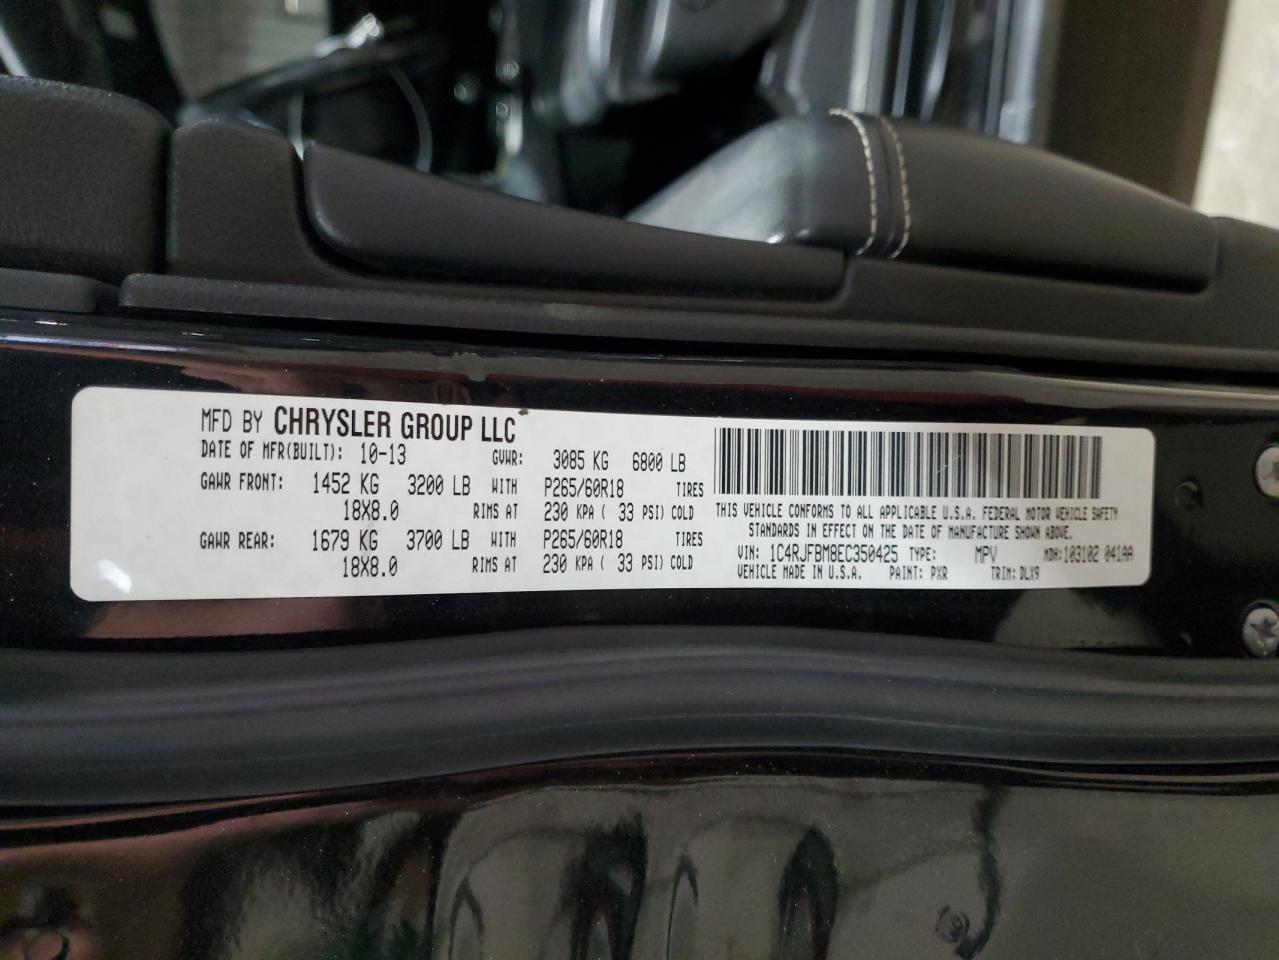 MFD BY CHRYSLER GROUP LLC
DATE OF MFR(BUILT): 10-13 GVWR: 3085 KG 6800 LB
GAWR FRONT: 1452 KG 3200 LB WITH P265/60R18 TIRES
18X8.0 RIMS AT 230 KPA ( 33 PSI) COLD
GAWR REAR: 1679 KG 3700 LB WITH P265/60R18 TIRES
18X8.0 RIMS AT 230 KPA ( 33 PSI) COLD
THIS VEHICLE CONFORMS TO ALL APPLICABLE U.S.A. FEDERAL MOTOR VEHICLE SAFETY
STANDARDS IN EFFECT ON THE DATE OF MANUFACTURE SHOWN ABOVE.
VIN: 1C4RJFBM8EC350425 TYPE: MPV MDH:103102 041AA
VEHICLE MADE IN U.S.A. PAINT: PXR TRIM: DLX9